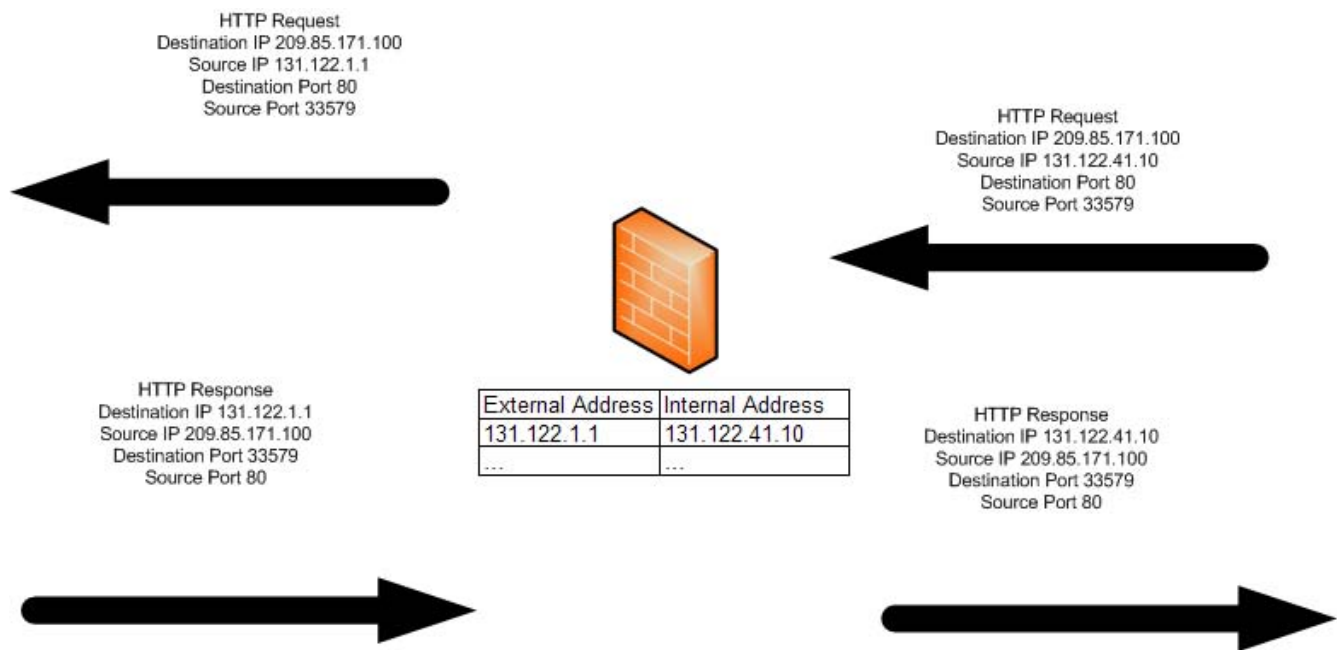 HTTP Request
Destination IP 209.85.171.100
Source IP 131.122.1.1
Destination Port 80
Source Port 33579
HTTP Request
Destination IP 209.85.171.100
Source IP 131.122.41.10
Destination Port 80
Source Port 33579
HTTP Response
Destination IP 131.122.1.1
Source IP 209.85.171.100
Destination Port 33579
Source Port 80
External Address Internal Address
131.122.1.1 131.122.41.10
... ...
HTTP Response
Destination IP 131.122.41.10
Source IP 209.85.171.100
Destination Port 33579
Source Port 80